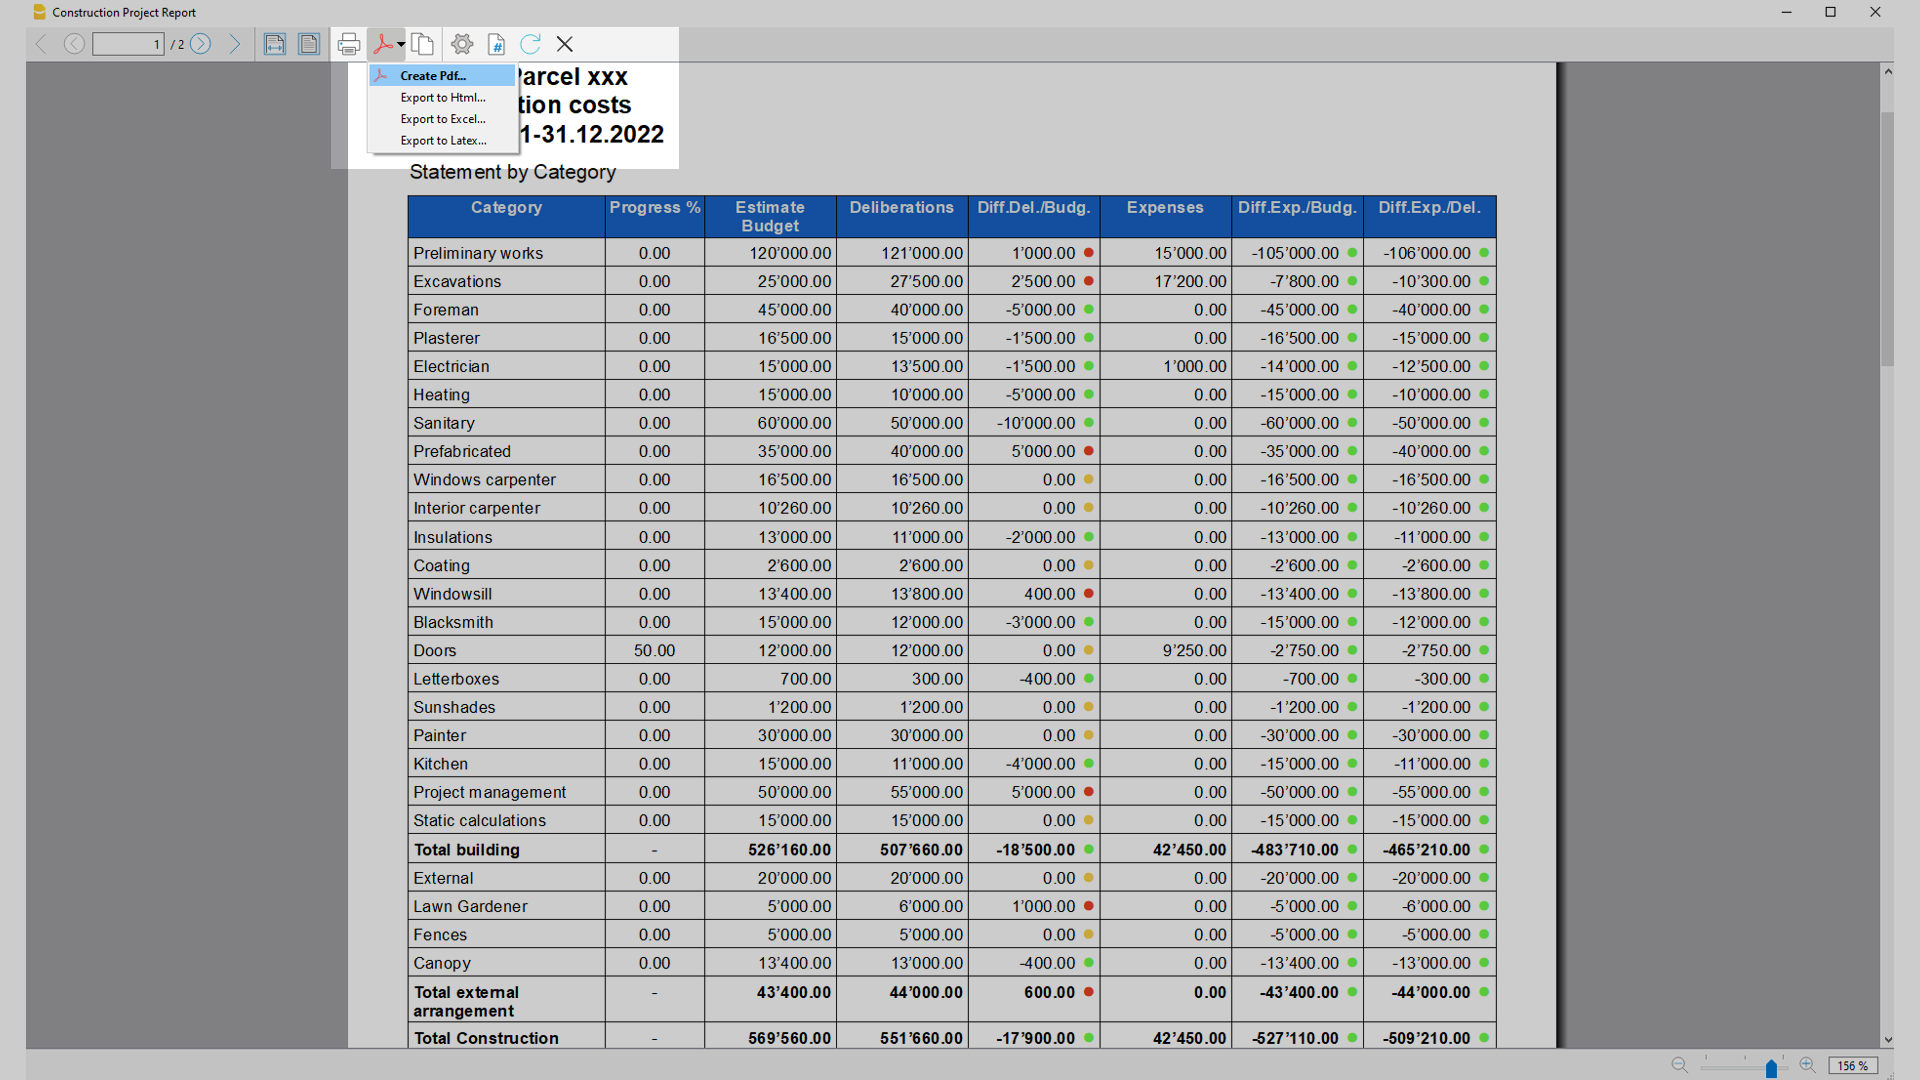 Construction Project Report
1 / 2
Create Pdf...
Export to Html...
Export to Excel...
Export to Latex...
Parcel xxx
tion costs
1-31.12.2022
Statement by Category
Category Progress % Estimate Budget Deliberations Diff.Del./Budg. Expenses Diff.Exp./Budg. Diff.Exp./Del.
Preliminary works 0.00 120’000.00 121’000.00 1’000.00 15’000.00 -105’000.00 -106’000.00
Excavations 0.00 25’000.00 27’500.00 2’500.00 17’200.00 -7’800.00 -10’300.00
Foreman 0.00 45’000.00 40’000.00 -5’000.00 0.00 -45’000.00 -40’000.00
Plasterer 0.00 16’500.00 15’000.00 -1’500.00 0.00 -16’500.00 -15’000.00
Electrician 0.00 15’000.00 13’500.00 -1’500.00 1’000.00 -14’000.00 -12’500.00
Heating 0.00 15’000.00 10’000.00 -5’000.00 0.00 -15’000.00 -10’000.00
Sanitary 0.00 60’000.00 50’000.00 -10’000.00 0.00 -60’000.00 -50’000.00
Prefabricated 0.00 35’000.00 40’000.00 5’000.00 0.00 -35’000.00 -40’000.00
Windows carpenter 0.00 16’500.00 16’500.00 0.00 0.00 -16’500.00 -16’500.00
Interior carpenter 0.00 10’260.00 10’260.00 0.00 0.00 -10’260.00 -10’260.00
Insulations 0.00 13’000.00 11’000.00 -2’000.00 0.00 -13’000.00 -11’000.00
Coating 0.00 2’600.00 2’600.00 0.00 0.00 -2’600.00 -2’600.00
Windowsill 0.00 13’400.00 13’800.00 400.00 0.00 -13’400.00 -13’800.00
Blacksmith 0.00 15’000.00 12’000.00 -3’000.00 0.00 -15’000.00 -12’000.00
Doors 50.00 12’000.00 12’000.00 0.00 9’250.00 -2’750.00 -2’750.00
Letterboxes 0.00 700.00 300.00 -400.00 0.00 -700.00 -300.00
Sunshades 0.00 1’200.00 1’200.00 0.00 0.00 -1’200.00 -1’200.00
Painter 0.00 30’000.00 30’000.00 0.00 0.00 -30’000.00 -30’000.00
Kitchen 0.00 15’000.00 11’000.00 -4’000.00 0.00 -15’000.00 -11’000.00
Project management 0.00 50’000.00 55’000.00 5’000.00 0.00 -50’000.00 -55’000.00
Static calculations 0.00 15’000.00 15’000.00 0.00 0.00 -15’000.00 -15’000.00
Total building - 526’160.00 507’660.00 -18’500.00 42’450.00 -483’710.00 -465’210.00
External 0.00 20’000.00 20’000.00 0.00 0.00 -20’000.00 -20’000.00
Lawn Gardener 0.00 5’000.00 6’000.00 1’000.00 0.00 -5’000.00 -6’000.00
Fences 0.00 5’000.00 5’000.00 0.00 0.00 -5’000.00 -5’000.00
Canopy 0.00 13’400.00 13’000.00 -400.00 0.00 -13’400.00 -13’000.00
Total external arrangement - 43’400.00 44’000.00 600.00 0.00 -43’400.00 -44’000.00
Total Construction - 569’560.00 551’660.00 -17’900.00 42’450.00 -527’110.00 -509’210.00
156 %